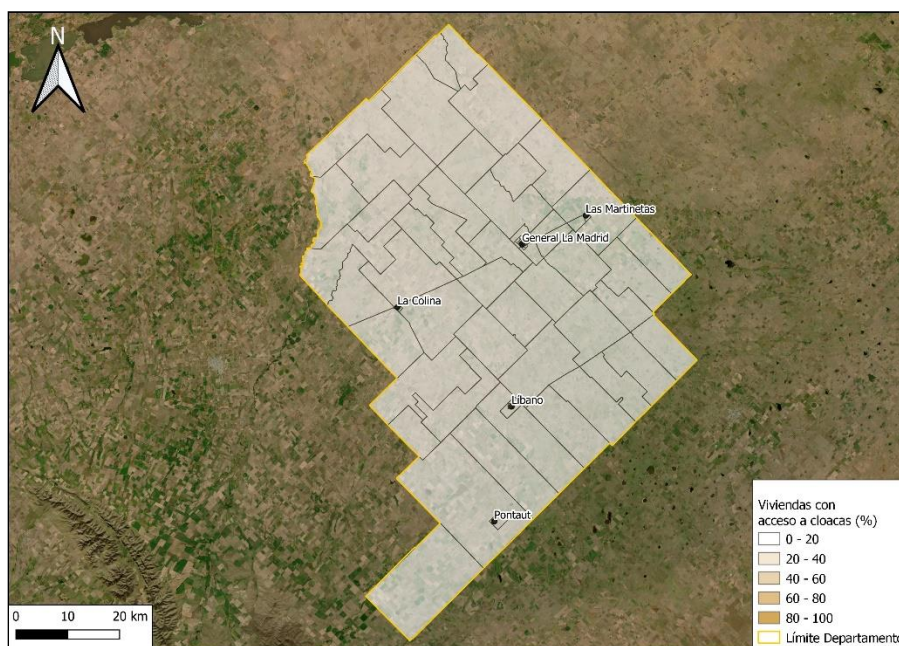 N
Las Martinetas
General La Madrid
La Colina
Líbano
Pontaut
Viviendas con
acceso a cloacas (%)
0 - 20
20 - 40
40 - 60
60 - 80
80 - 100
Límite Departamento
0 10 20 km